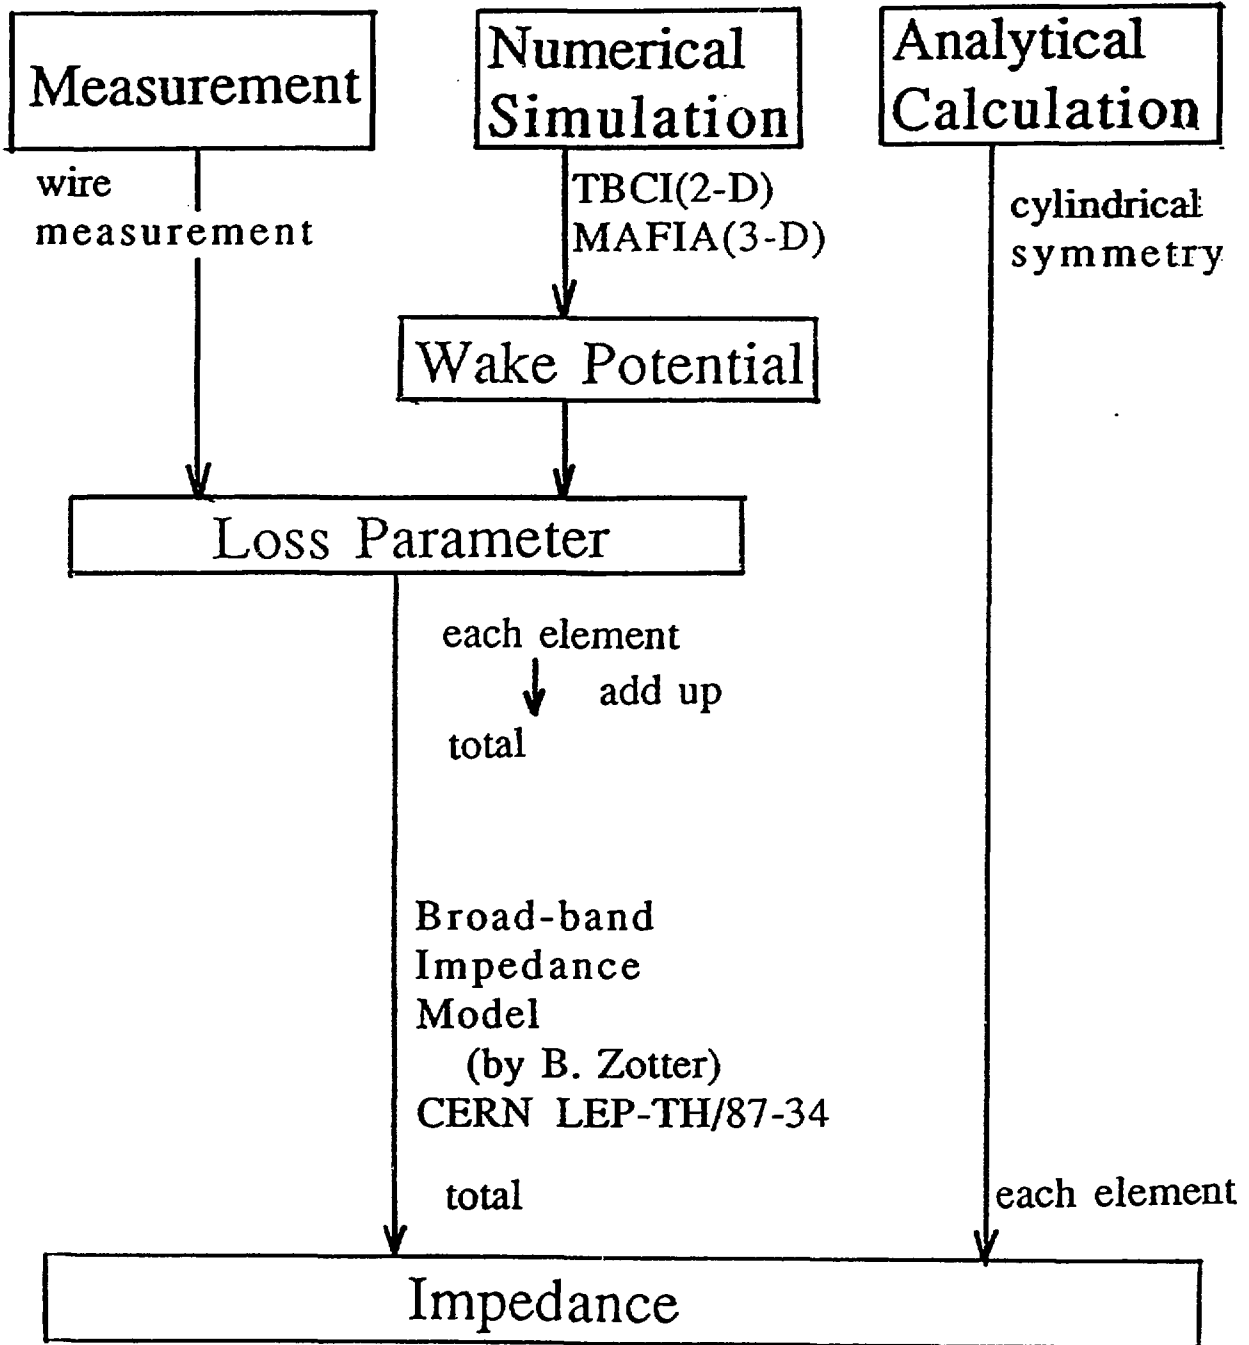 Measurement
Numerical
Simulation
Analytical
Calculation
wire
measurement
TBCI(2-D)
MAFIA(3-D)
cylindrical
symmetry
Wake Potential
Loss Parameter
each element
add up
total
Broad-band
Impedance
Model
(by B. Zotter)
CERN LEP-TH/87-34
total
each element
Impedance